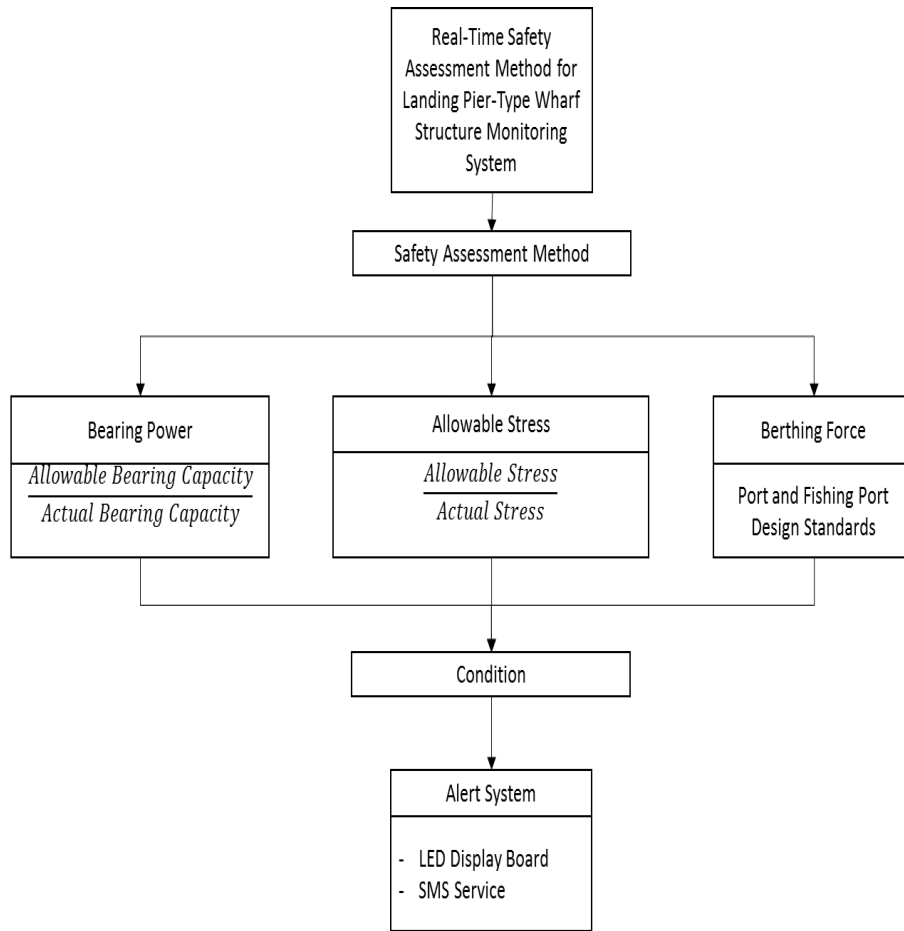 Real-Time Safety
Assessment Method for
Landing Pier-Type Wharf
Structure Monitoring
System
Safety Assessment Method
Bearing Power
Allowable Bearing Capacity
Actual Bearing Capacity
Allowable Stress
Allowable Stress
Actual Stress
Berthing Force
Port and Fishing Port
Design Standards
Condition
Alert System
- LED Display Board
- SMS Service